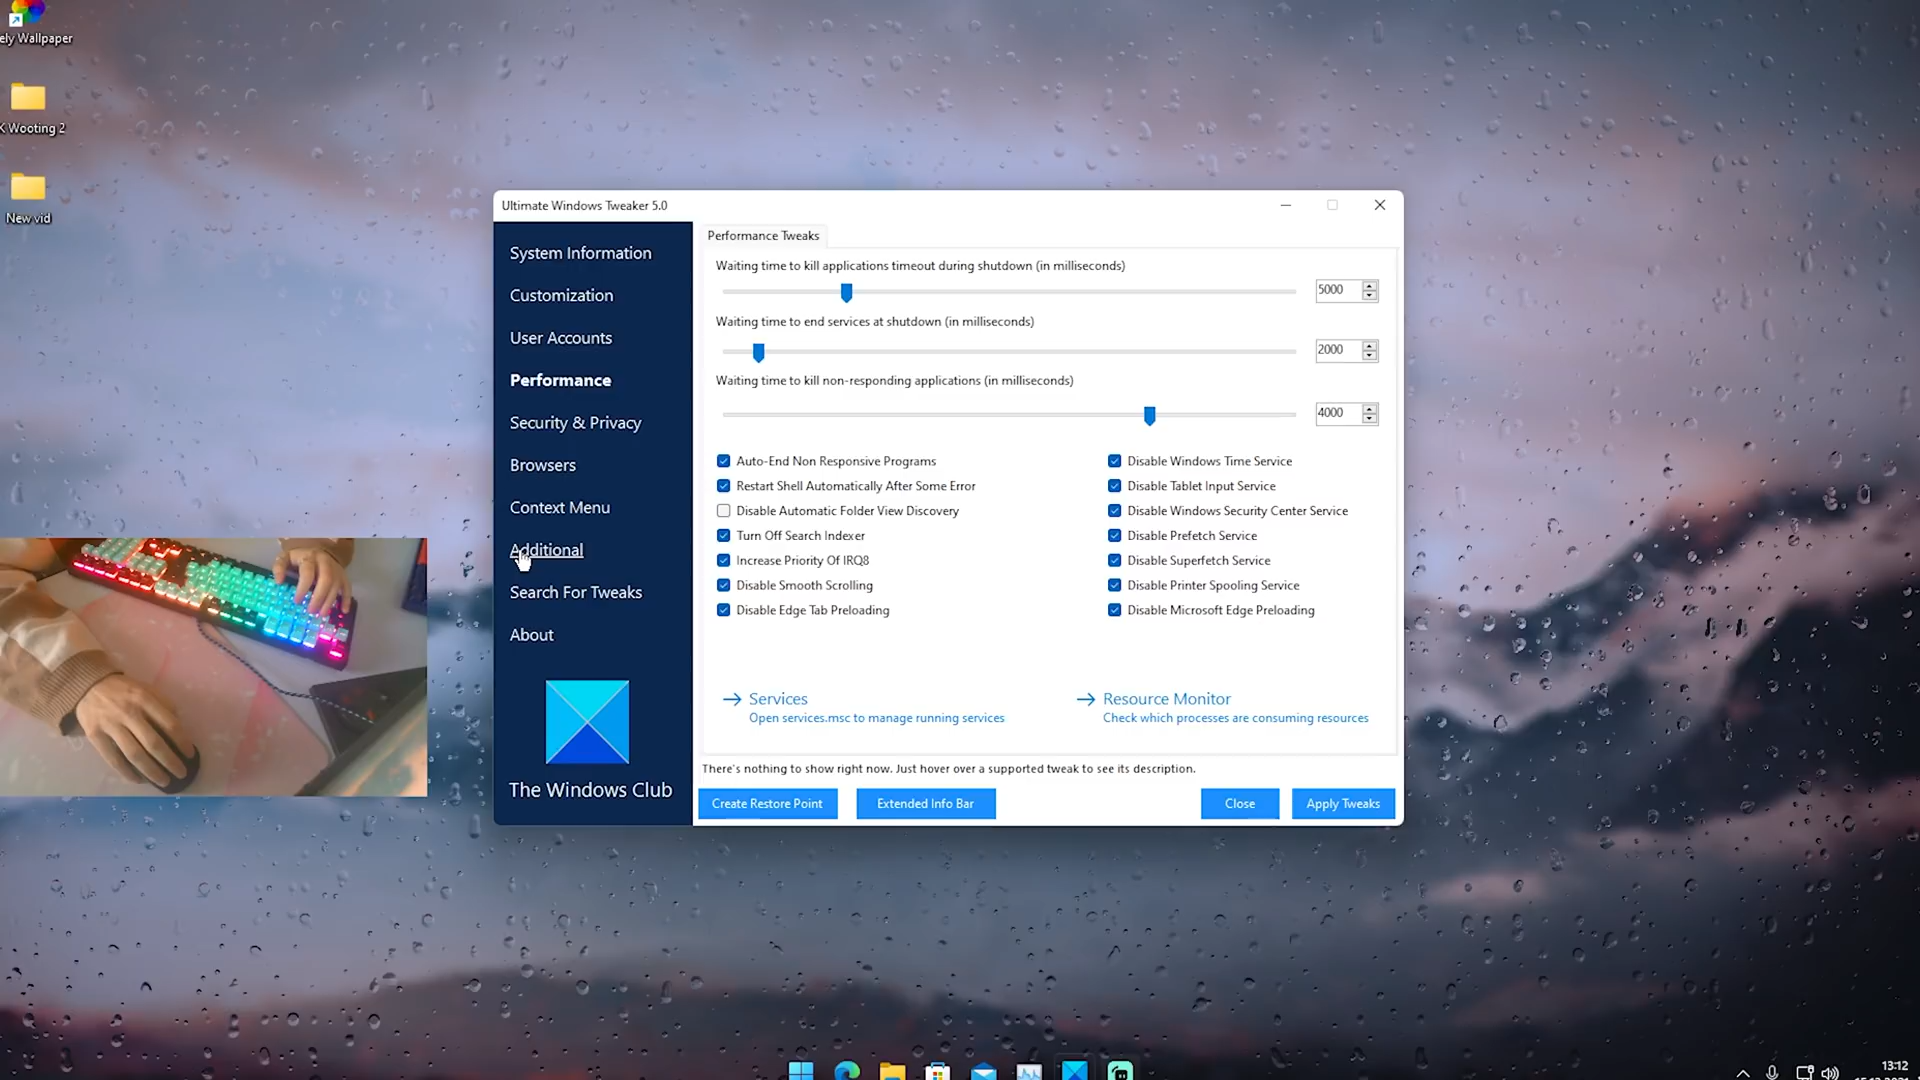 ely Wallpaper
K Wooting 2
New vid
Ultimate Windows Tweaker 5.0
System Information
Customization
User Accounts
Performance
Security & Privacy
Browsers
Context Menu
Additional
Search For Tweaks
About
The Windows Club
Performance Tweaks
Waiting time to kill applications timeout during shutdown (in milliseconds)
5000
Waiting time to end services at shutdown (in milliseconds)
2000
Waiting time to kill non-responding applications (in milliseconds)
4000
Auto-End Non Responsive Programs
Restart Shell Automatically After Some Error
Disable Automatic Folder View Discovery
Turn Off Search Indexer
Increase Priority Of IRQ8
Disable Smooth Scrolling
Disable Edge Tab Preloading
Disable Windows Time Service
Disable Tablet Input Service
Disable Windows Security Center Service
Disable Prefetch Service
Disable Superfetch Service
Disable Printer Spooling Service
Disable Microsoft Edge Preloading
Services
Open services.msc to manage running services
Resource Monitor
Check which processes are consuming resources
There's nothing to show right now. Just hover over a supported tweak to see its description.
Create Restore Point
Extended Info Bar
Close
Apply Tweaks
13:12